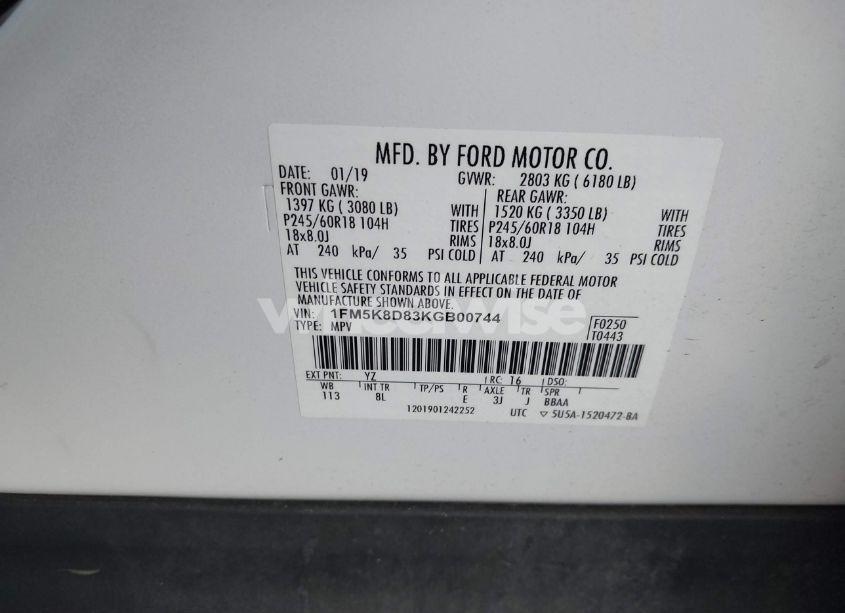 MFD. BY FORD MOTOR CO.
DATE: 01/19 GVWR: 2803 KG ( 6180 LB)
FRONT GAWR: REAR GAWR:
1397 KG ( 3080 LB) WITH 1520 KG ( 3350 LB) WITH
P245/60R18 104H TIRES P245/60R18 104H TIRES
18x8.0J RIMS 18x8.0J RIMS
AT 240 kPa/ 35 PSI COLD AT 240 kPa/ 35 PSI COLD
THIS VEHICLE CONFORMS TO ALL APPLICABLE FEDERAL MOTOR
VEHICLE SAFETY STANDARDS IN EFFECT ON THE DATE OF
MANUFACTURE SHOWN ABOVE.
wheelwise
VIN: 1FM5K8D83KGB00744 F0250
TYPE: MPV T0443
EXT PNT: YZ RC: 16 DSO:
WB INT TR TP/PS R AXLE TR SPR
113 8L E 3J J BBAA
1201901242252 UTC ▽ 5U5A-1520472-BA